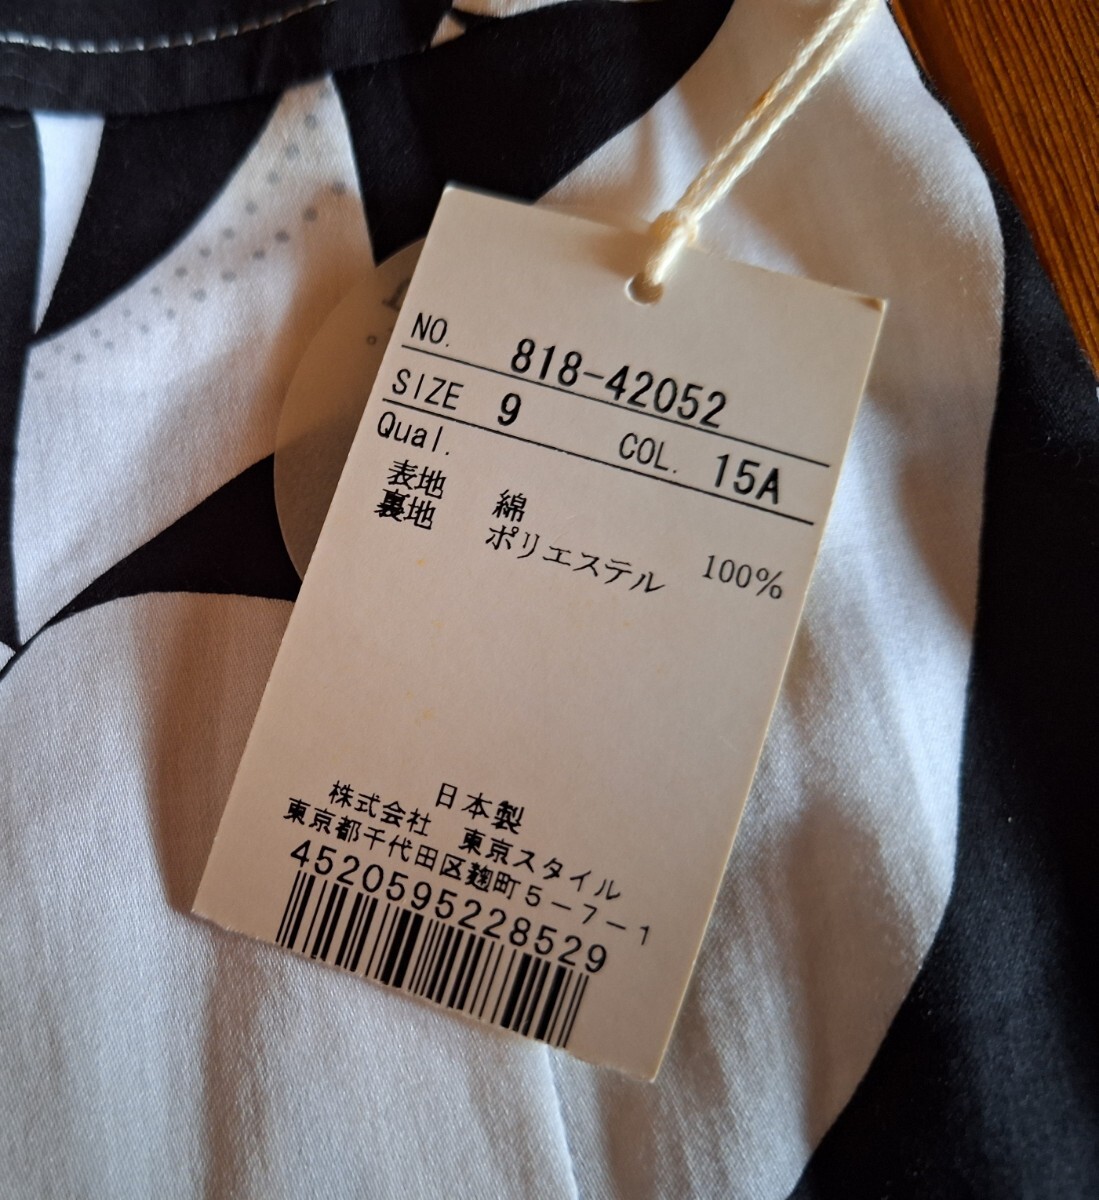 NO. 818-42052
SIZE 9 COL. 15A
Qual.
表地 綿
裏地 ポリエステル 100%
日本製
株式会社 東京スタイル
東京都千代田区麹町5-7-1
4520595228529